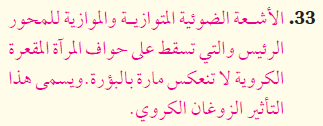 33. الأشعة الضوئية المتوازية والموازية للمحور
الرئيس والتي تسقط على حواف المرآة المقعرة
الكروية لا تنعكس مارة بالبؤرة. ويسمى هذا
التأثير الزوغان الكروي.